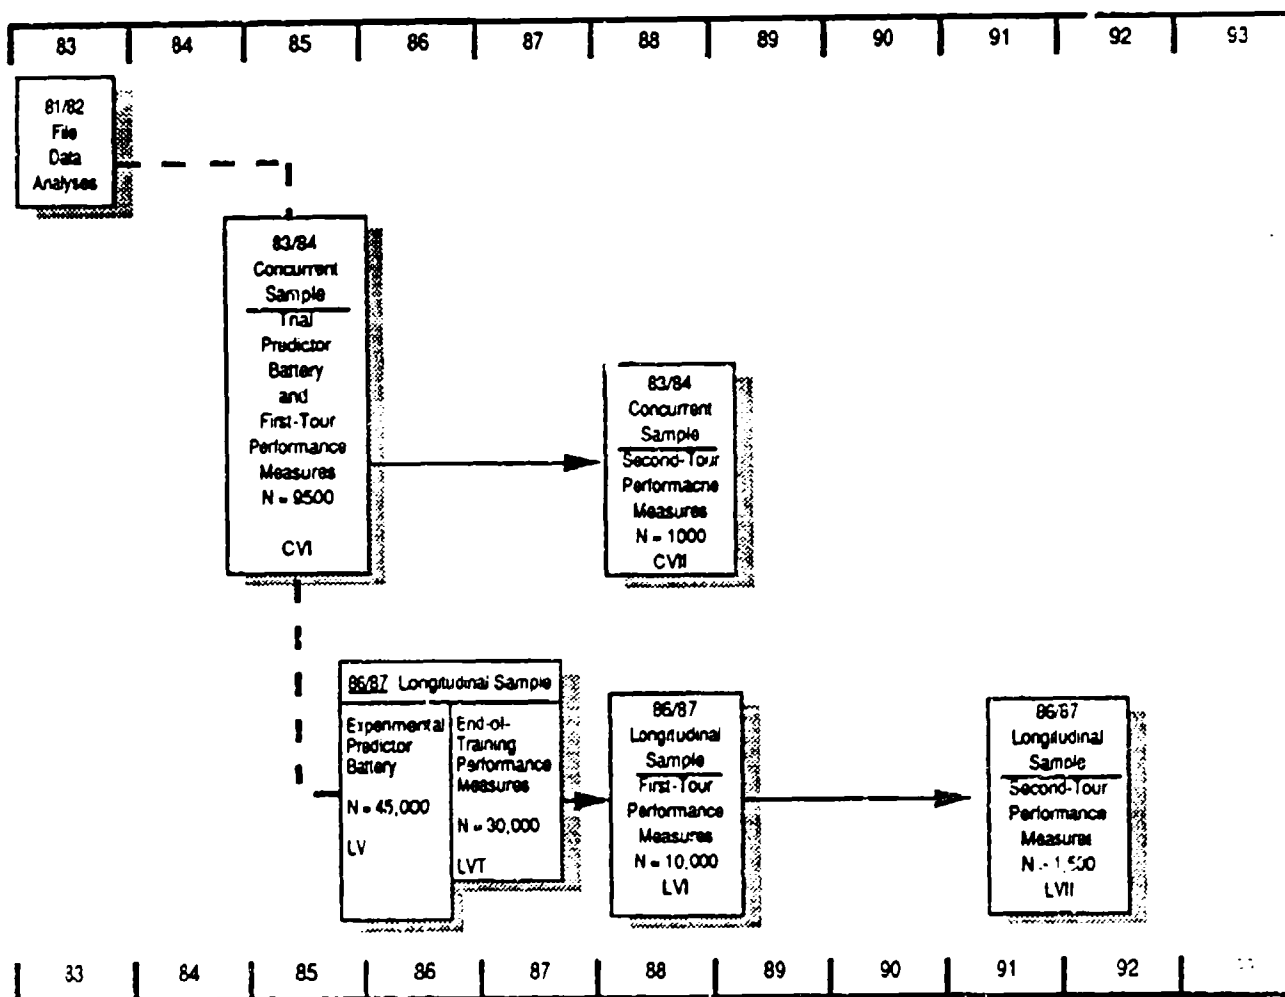 83 84 85 86 87 88 89 90 91 92 93
81/82
File
Data
Analyses
83/84
Concurrent
Sample
Trial
Predictor
Battery
and
First-Tour
Performance
Measures
N = 9500
CVI
83/84
Concurrent
Sample
Second-Tour
Performacne
Measures
N = 1000
CVII
86/87 Longitudinal Sample
Experimental
Predictor
Battery
N = 45,000
LV
End-of-
Training
Performance
Measures
N = 30,000
LVT
86/87
Longitudinal
Sample
First-Tour
Performance
Measures
N = 10,000
LVI
86/87
Longitudinal
Sample
Second-Tour
Performance
Measures
N = 1,500
LVII
83 84 85 86 87 88 89 90 91 92